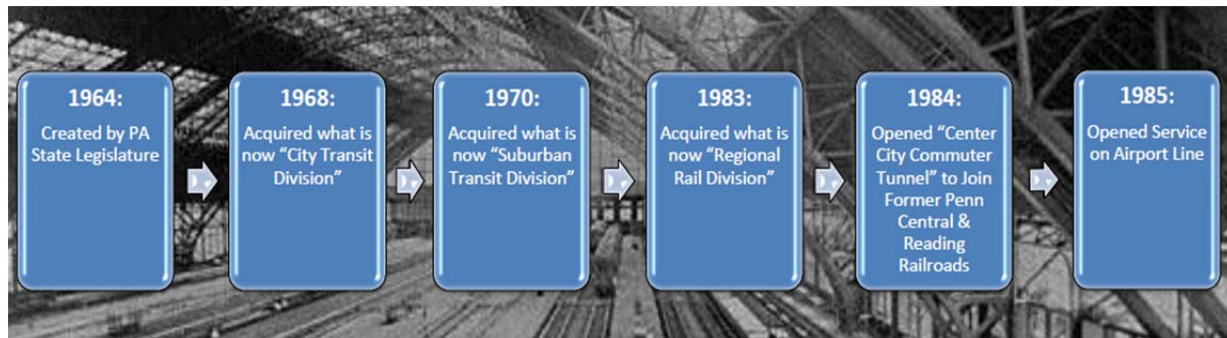 1964:
Created by PA
State Legislature
1968:
Acquired what is
now “City Transit
Division”
1970:
Acquired what is
now “Suburban
Transit Division”
1983:
Acquired what is
now “Regional
Rail Division”
1984:
Opened “Center
City Commuter
Tunnel” to Join
Former Penn
Central &
Reading
Railroads
1985:
Opened Service
on Airport Line